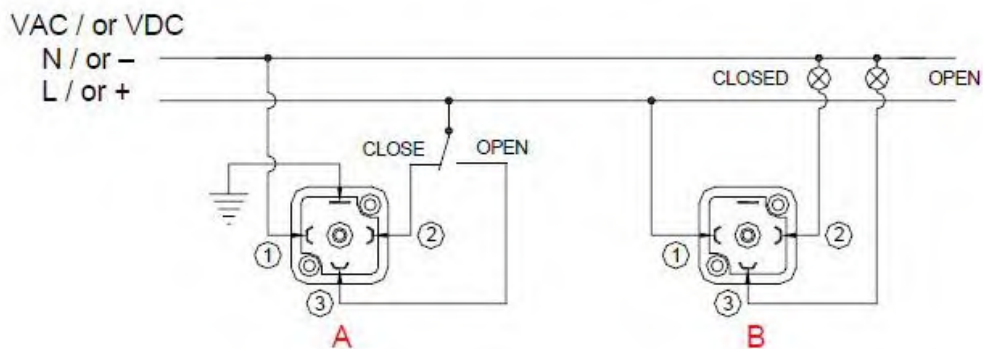 VAC / or VDC
N / or –
L / or +
CLOSED
OPEN
CLOSE
OPEN
1
2
3
A
1
2
3
B